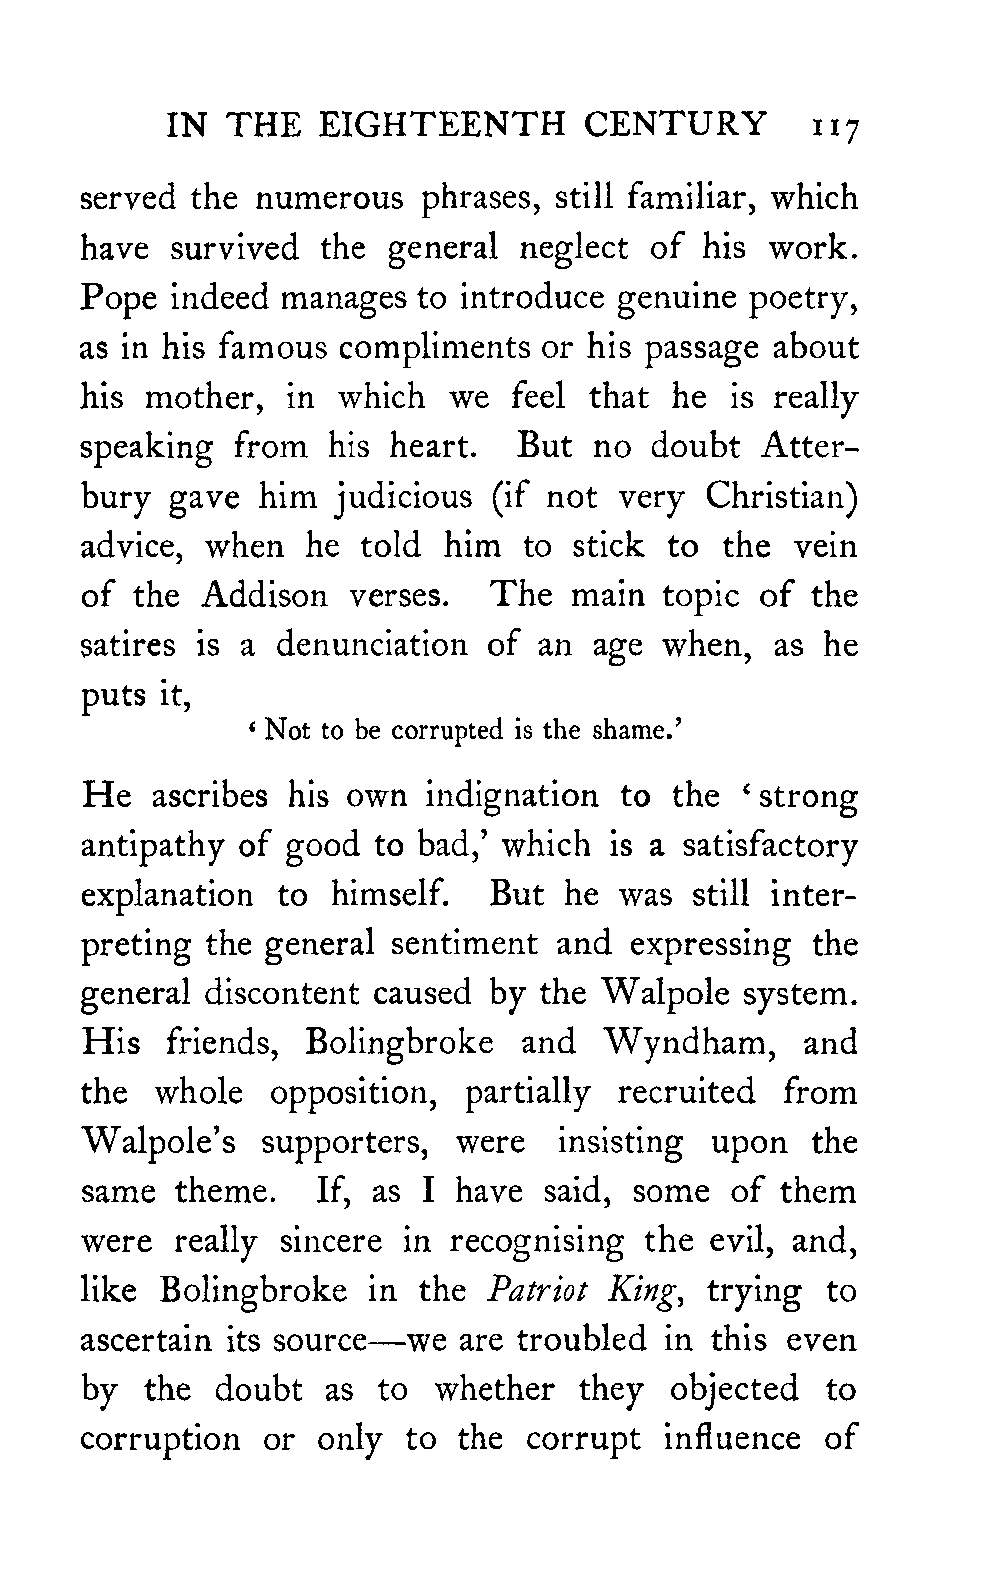 IN THE EIGHTEENTH CENTURY 117
served the numerous phrases, still familiar, which
have survived the general neglect of his work.
Pope indeed manages to introduce genuine poetry,
as in his famous compliments or his passage about
his mother, in which we feel that he is really
speaking from his heart. But no doubt Atter-
bury gave him judicious (if not very Christian)
advice, when he told him to stick to the vein
of the Addison verses. The main topic of the
satires is a denunciation of an age when, as he
puts it,
‘Not to be corrupted is the shame.’
He ascribes his own indignation to the ‘strong
antipathy of good to bad,’ which is a satisfactory
explanation to himself. But he was still inter-
preting the general sentiment and expressing the
general discontent caused by the Walpole system.
His friends, Bolingbroke and Wyndham, and
the whole opposition, partially recruited from
Walpole’s supporters, were insisting upon the
same theme. If, as I have said, some of them
were really sincere in recognising the evil, and,
like Bolingbroke in the Patriot King, trying to
ascertain its source—we are troubled in this even
by the doubt as to whether they objected to
corruption or only to the corrupt influence of